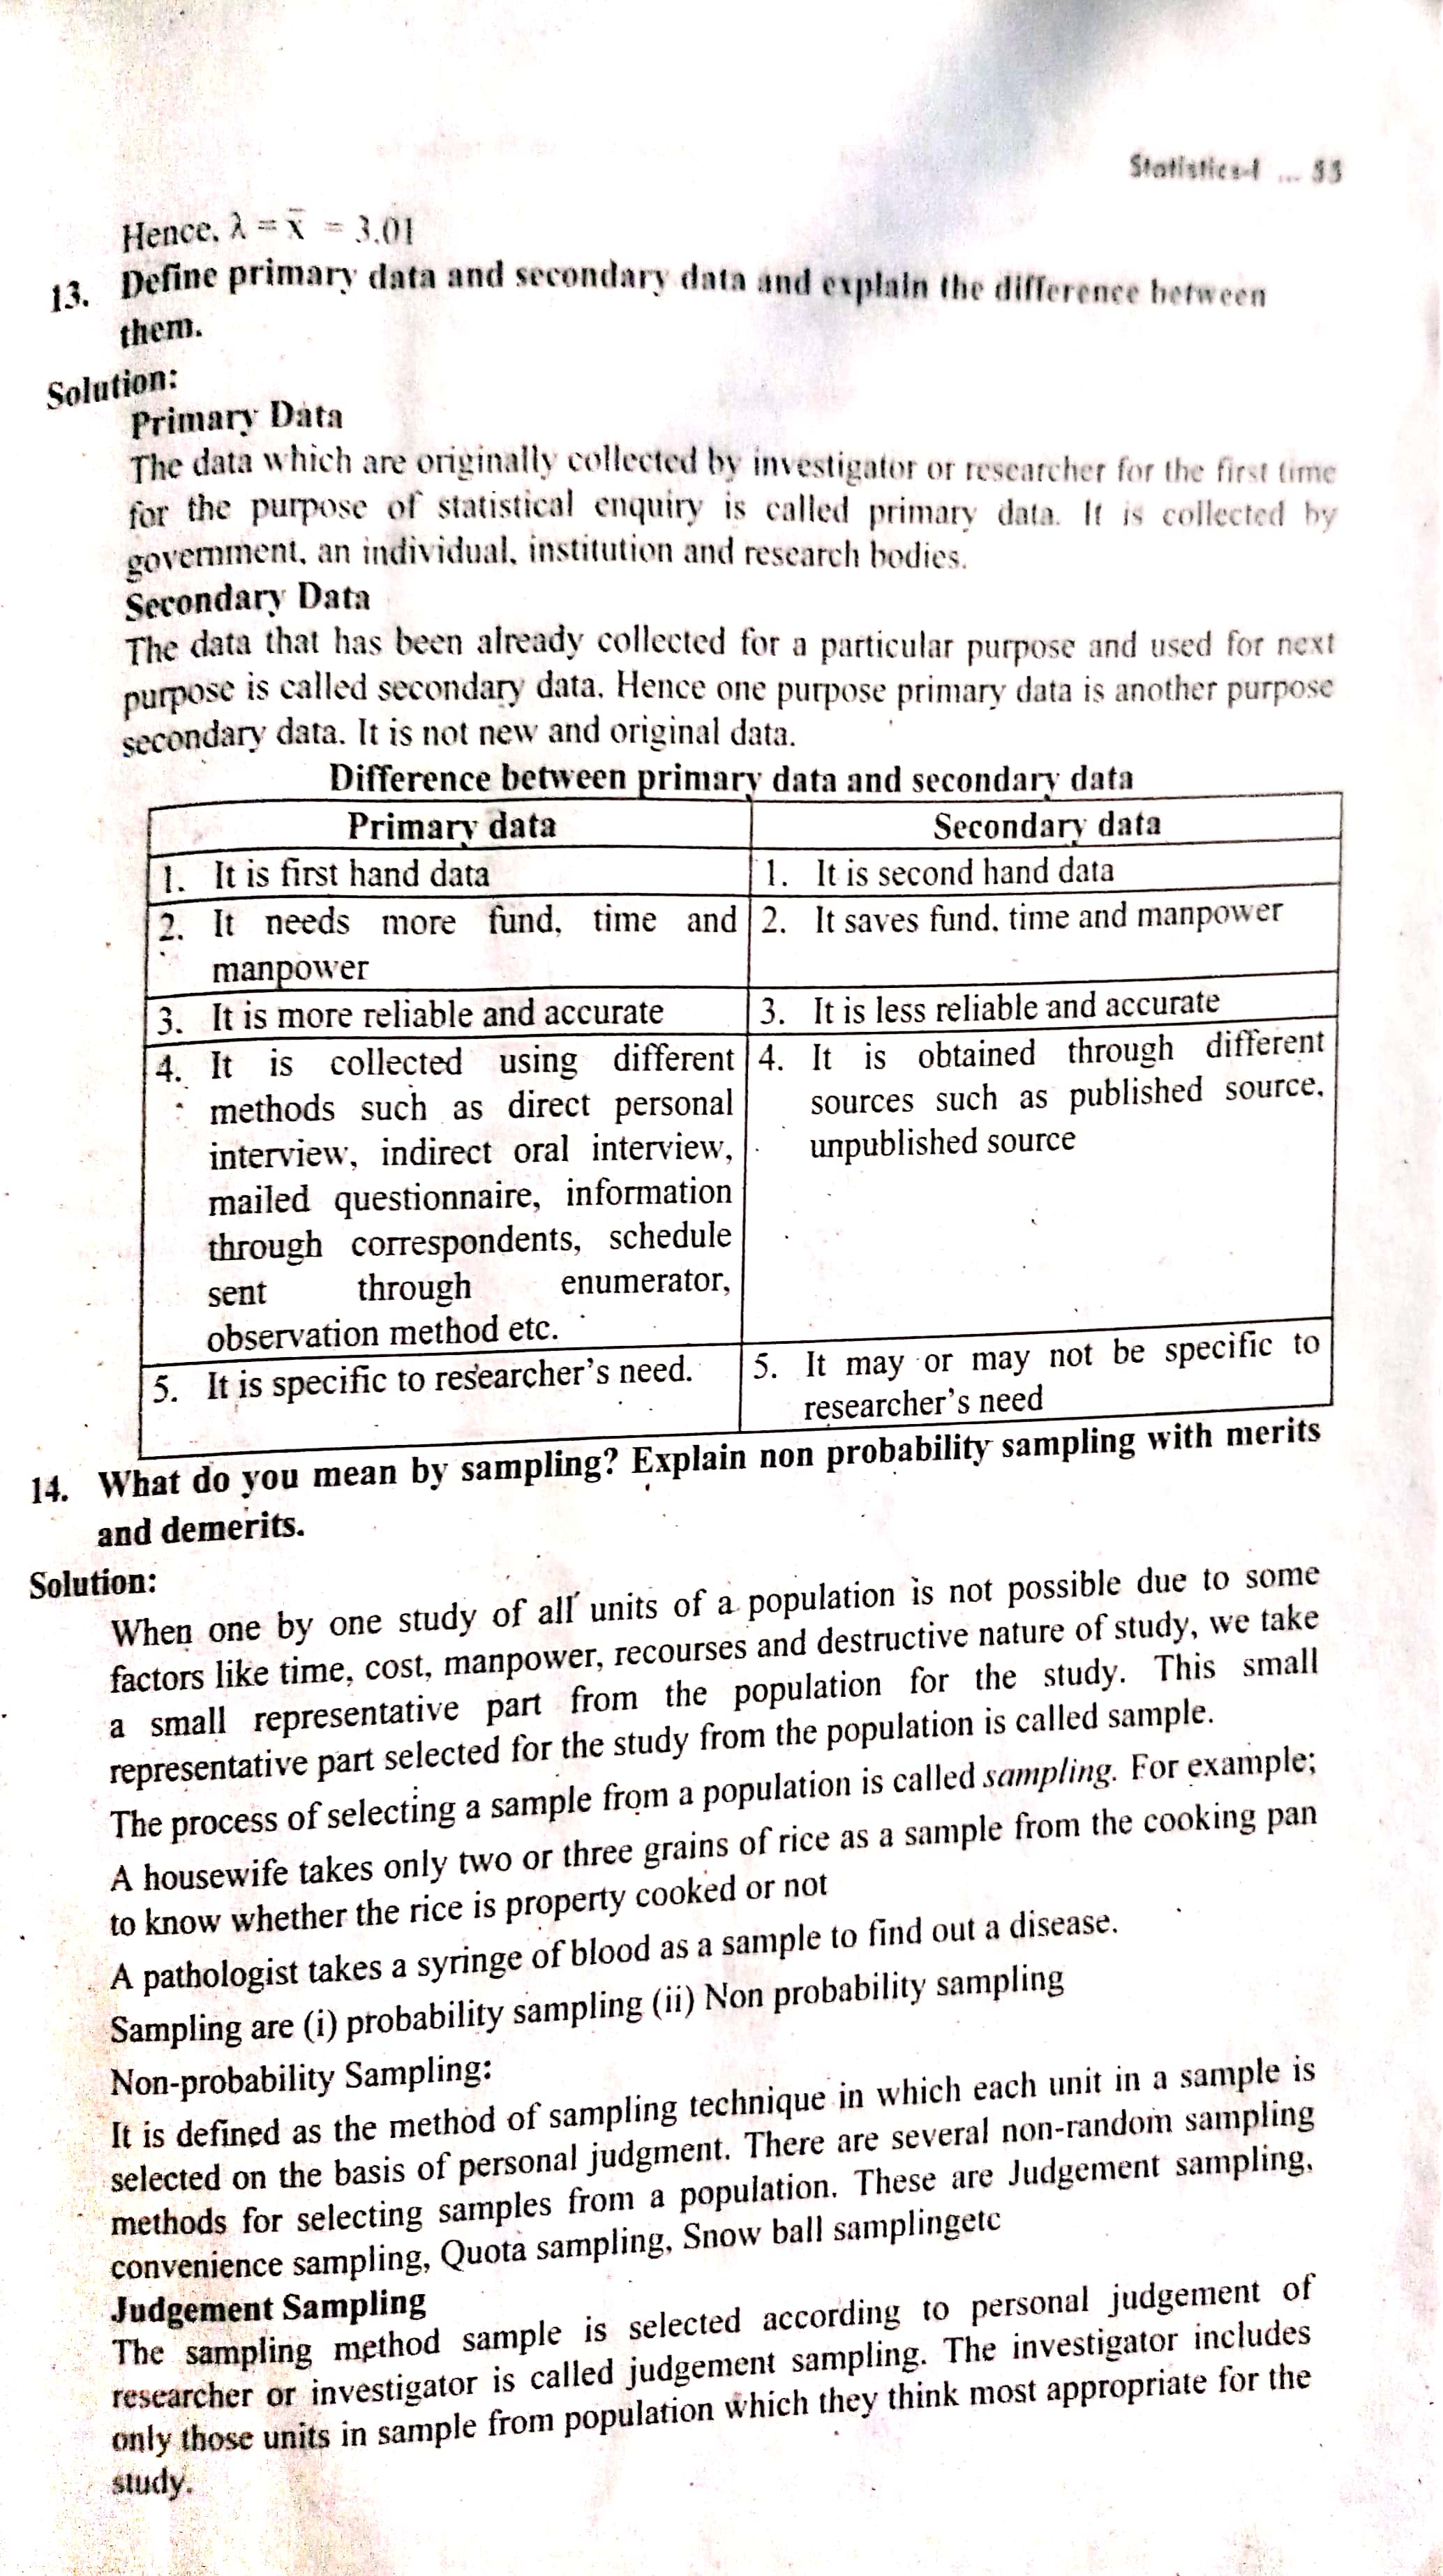 Statistics-I ... 33
Hence, λ = x̄ = 3.01
13. Define primary data and secondary data and explain the difference between
them.
Solution:
Primary Data
The data which are originally collected by investigator or researcher for the first time
for the purpose of statistical enquiry is called primary data. It is collected by
government, an individual, institution and research bodies.
Secondary Data
The data that has been already collected for a particular purpose and used for next
purpose is called secondary data. Hence one purpose primary data is another purpose
secondary data. It is not new and original data.
Difference between primary data and secondary data
Primary data
Secondary data
1. It is first hand data
1. It is second hand data
2. It needs more fund, time and
manpower
2. It saves fund, time and manpower
3. It is more reliable and accurate
3. It is less reliable and accurate
4. It is collected using different
methods such as direct personal
interview, indirect oral interview,
mailed questionnaire, information
through correspondents, schedule
sent through enumerator,
observation method etc.
4. It is obtained through different
sources such as published source,
unpublished source
5. It is specific to researcher's need.
5. It may or may not be specific to
researcher's need
14. What do you mean by sampling? Explain non probability sampling with merits
and demerits.
Solution:
When one by one study of all units of a population is not possible due to some
factors like time, cost, manpower, recourses and destructive nature of study, we take
a small representative part from the population for the study. This small
representative part selected for the study from the population is called sample.
The process of selecting a sample from a population is called sampling. For example;
A housewife takes only two or three grains of rice as a sample from the cooking pan
to know whether the rice is property cooked or not
A pathologist takes a syringe of blood as a sample to find out a disease.
Sampling are (i) probability sampling (ii) Non probability sampling
Non-probability Sampling:
It is defined as the method of sampling technique in which each unit in a sample is
selected on the basis of personal judgment. There are several non-random sampling
methods for selecting samples from a population. These are Judgement sampling,
convenience sampling, Quota sampling, Snow ball samplingetc
Judgement Sampling
The sampling method sample is selected according to personal judgement of
researcher or investigator is called judgement sampling. The investigator includes
only those units in sample from population which they think most appropriate for the
study.